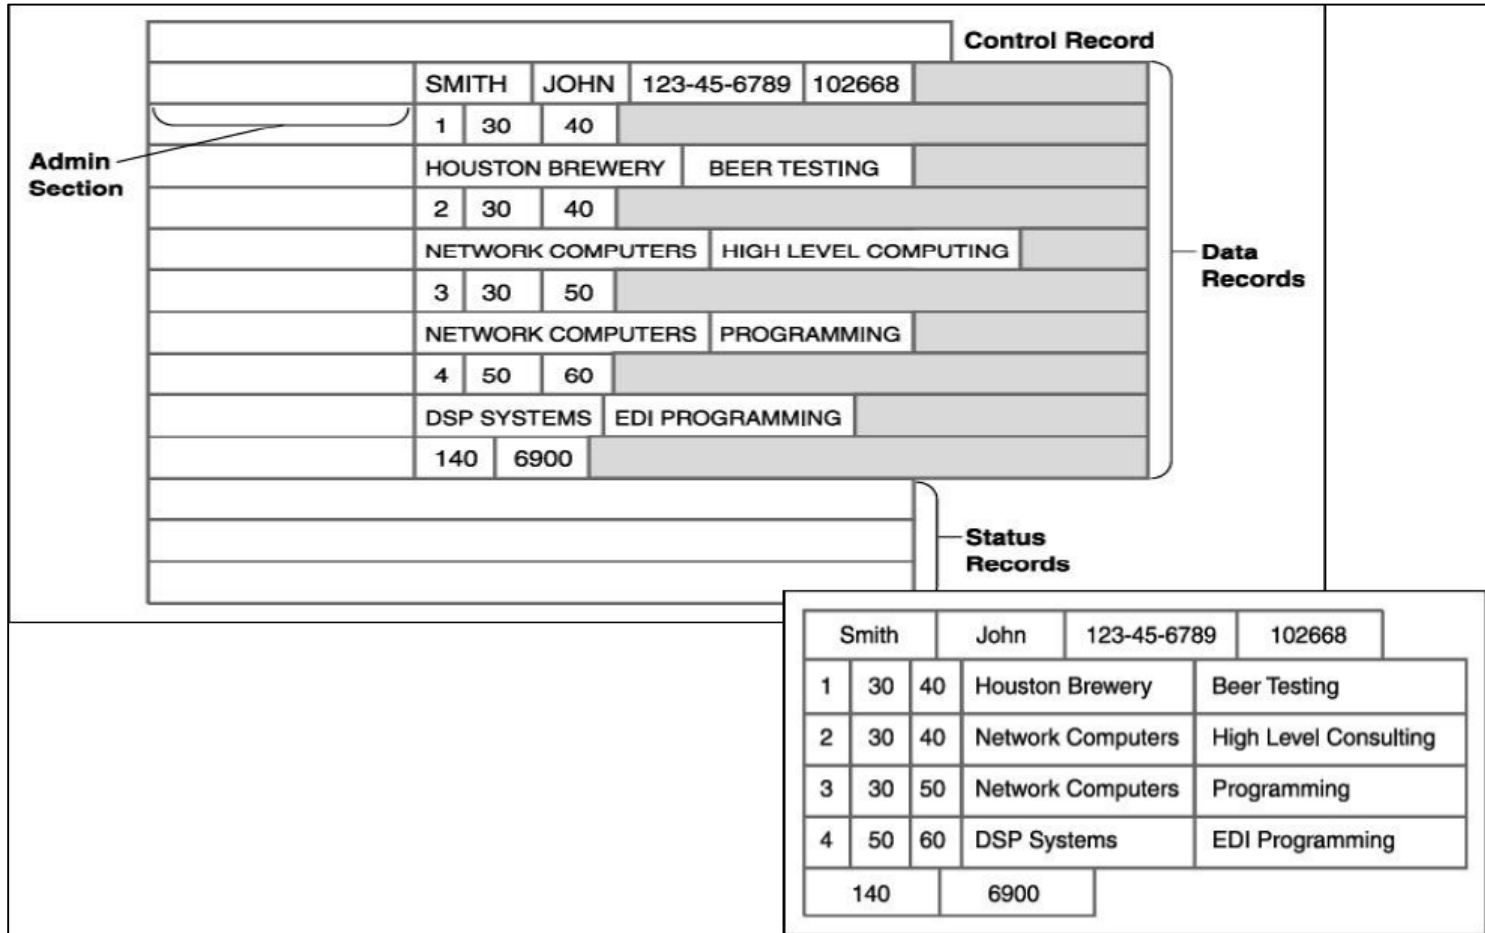 Control Record
SMITH JOHN 123-45-6789 102668
1 30 40
Admin
Section
HOUSTON BREWERY BEER TESTING
2 30 40
NETWORK COMPUTERS HIGH LEVEL COMPUTING
Data
Records
3 30 50
NETWORK COMPUTERS PROGRAMMING
4 50 60
DSP SYSTEMS EDI PROGRAMMING
140 6900
Status
Records
Smith John 123-45-6789 102668
1 30 40 Houston Brewery Beer Testing
2 30 40 Network Computers High Level Consulting
3 30 50 Network Computers Programming
4 50 60 DSP Systems EDI Programming
140 6900